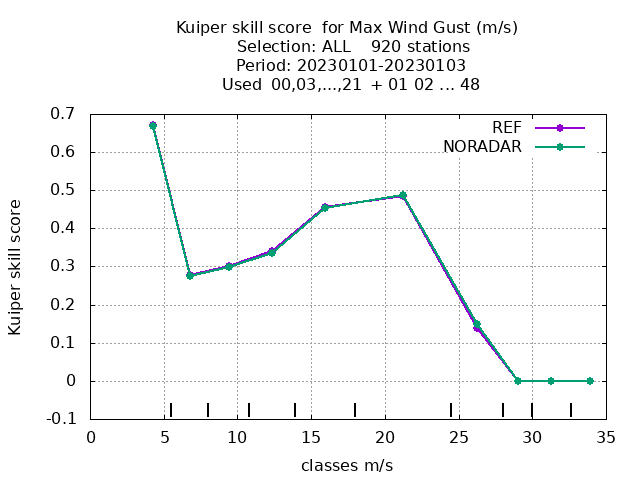 Kuiper skill score  for Max Wind Gust (m/s)
Selection: ALL    920 stations
Period: 20230101-20230103
Used  00,03,...,21  + 01 02 ... 48
REF
NORADAR
Kuiper skill score
0.7
0.6
0.5
0.4
0.3
0.2
0.1
0
-0.1
0 5 10 15 20 25 30 35
classes m/s